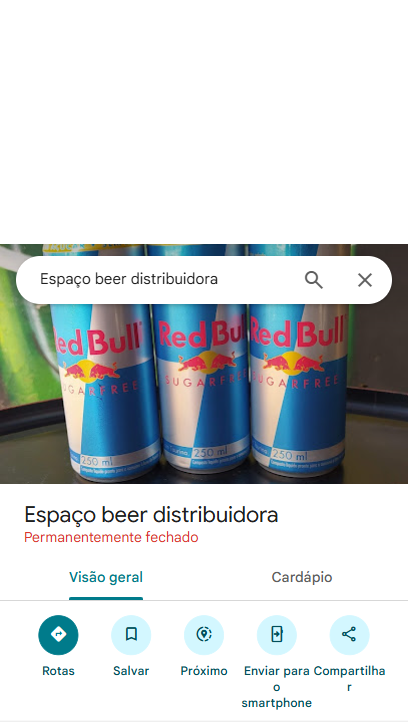 Espaço beer distribuidora
Red Bull Red Bull Red Bull
SUGARFREE SUGARFREE SUGARFREE
250 ml 250 ml 250 ml
Espaço beer distribuidora
Permanentemente fechado
Visão geral
Cardápio
Rotas
Salvar
Próximo
Enviar para
o
smartphone
Compartilha
r